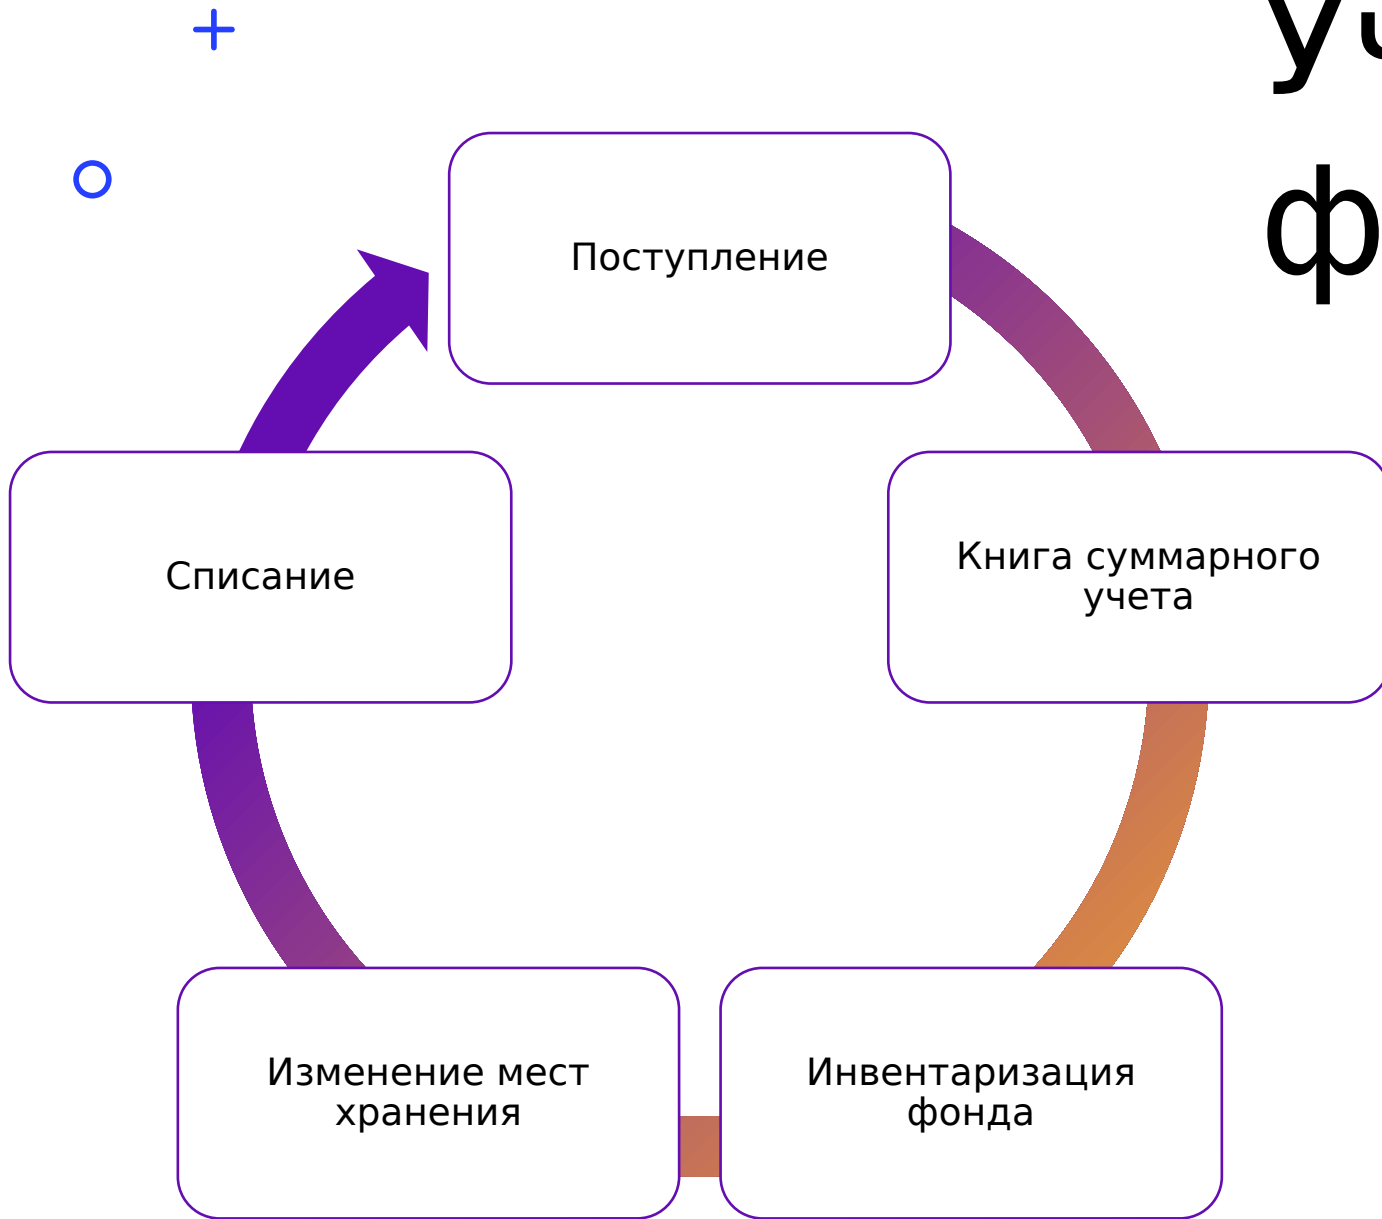 Поступление
Книга суммарного
учета
Инвентаризация
фонда
Изменение мест
хранения
Списание